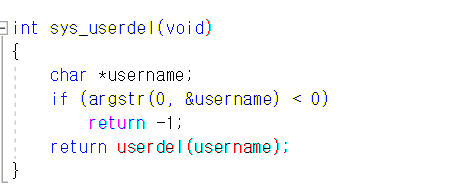 int sys_userdel(void)
{
    char *username;
    if (argstr(0, &username) < 0)
        return -1;
    return userdel(username);
}